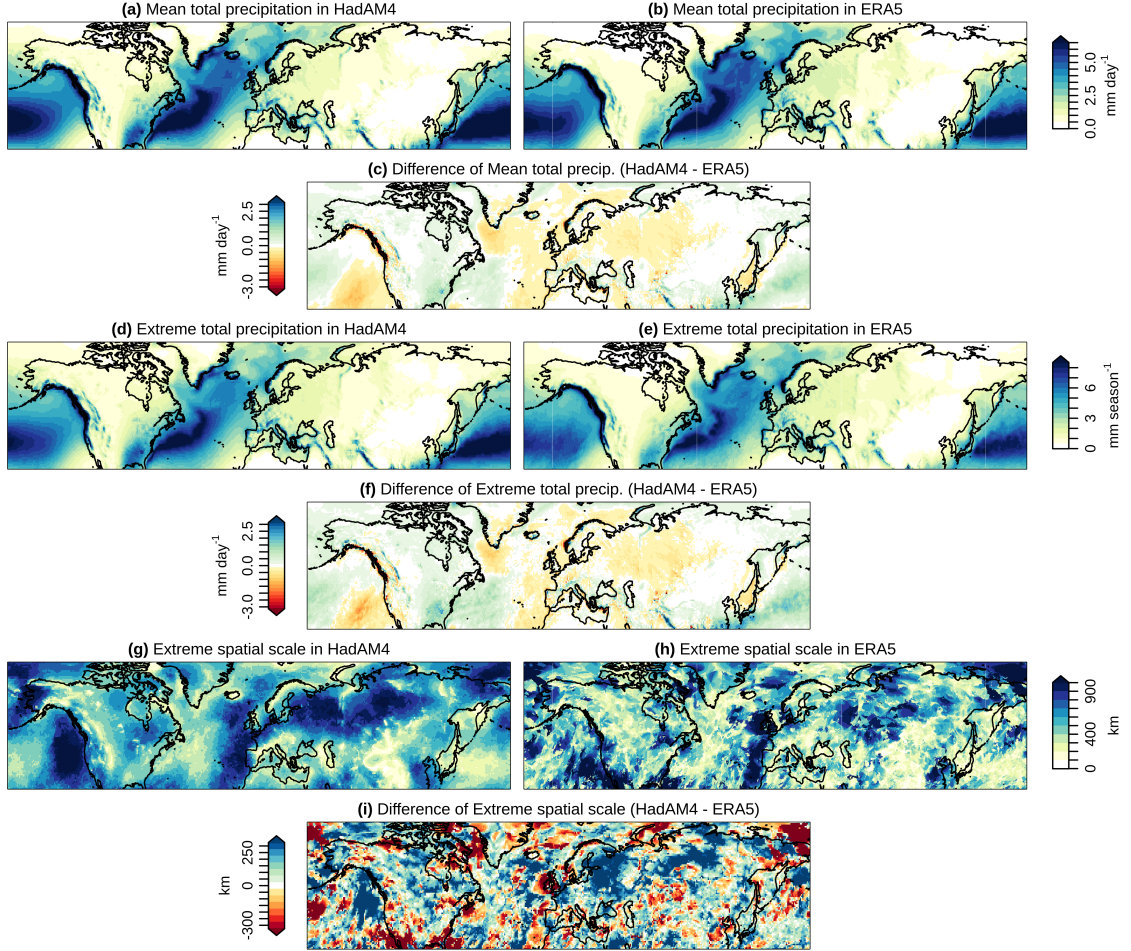 (a) Mean total precipitation in HadAM4
(b) Mean total precipitation in ERA5
0.0 2.5 5.0
mm day-1
(c) Difference of Mean total precip. (HadAM4 - ERA5)
mm day-1
-3.0 0.0 2.5
(d) Extreme total precipitation in HadAM4
(e) Extreme total precipitation in ERA5
0 3 6
mm season-1
(f) Difference of Extreme total precip. (HadAM4 - ERA5)
mm day-1
-3.0 0.0 2.5
(g) Extreme spatial scale in HadAM4
(h) Extreme spatial scale in ERA5
0 400 900
km
(i) Difference of Extreme spatial scale (HadAM4 - ERA5)
km
-300 0 250